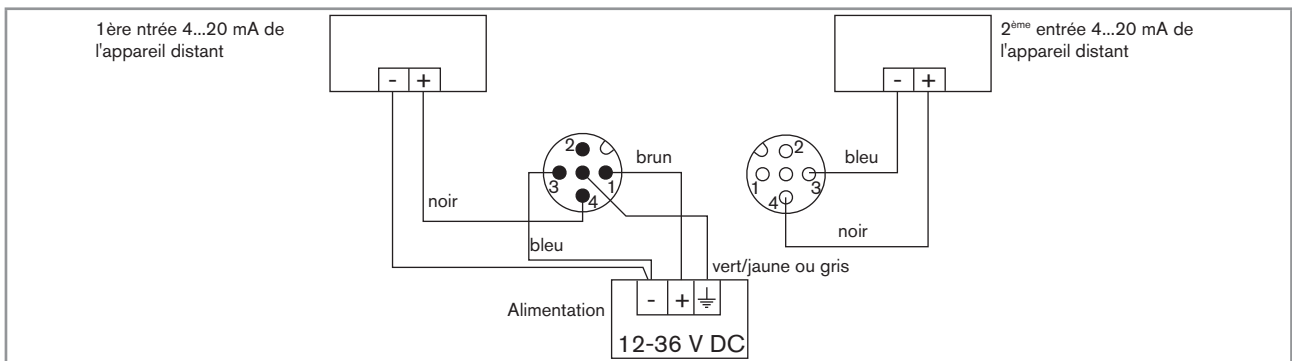 1ère ntrée 4...20 mA de
l'appareil distant
- +
2ème entrée 4...20 mA de
l'appareil distant
- +
2
3
1
4
brun
noir
bleu
2
1
3
4
bleu
noir
vert/jaune ou gris
Alimentation
- +
12-36 V DC